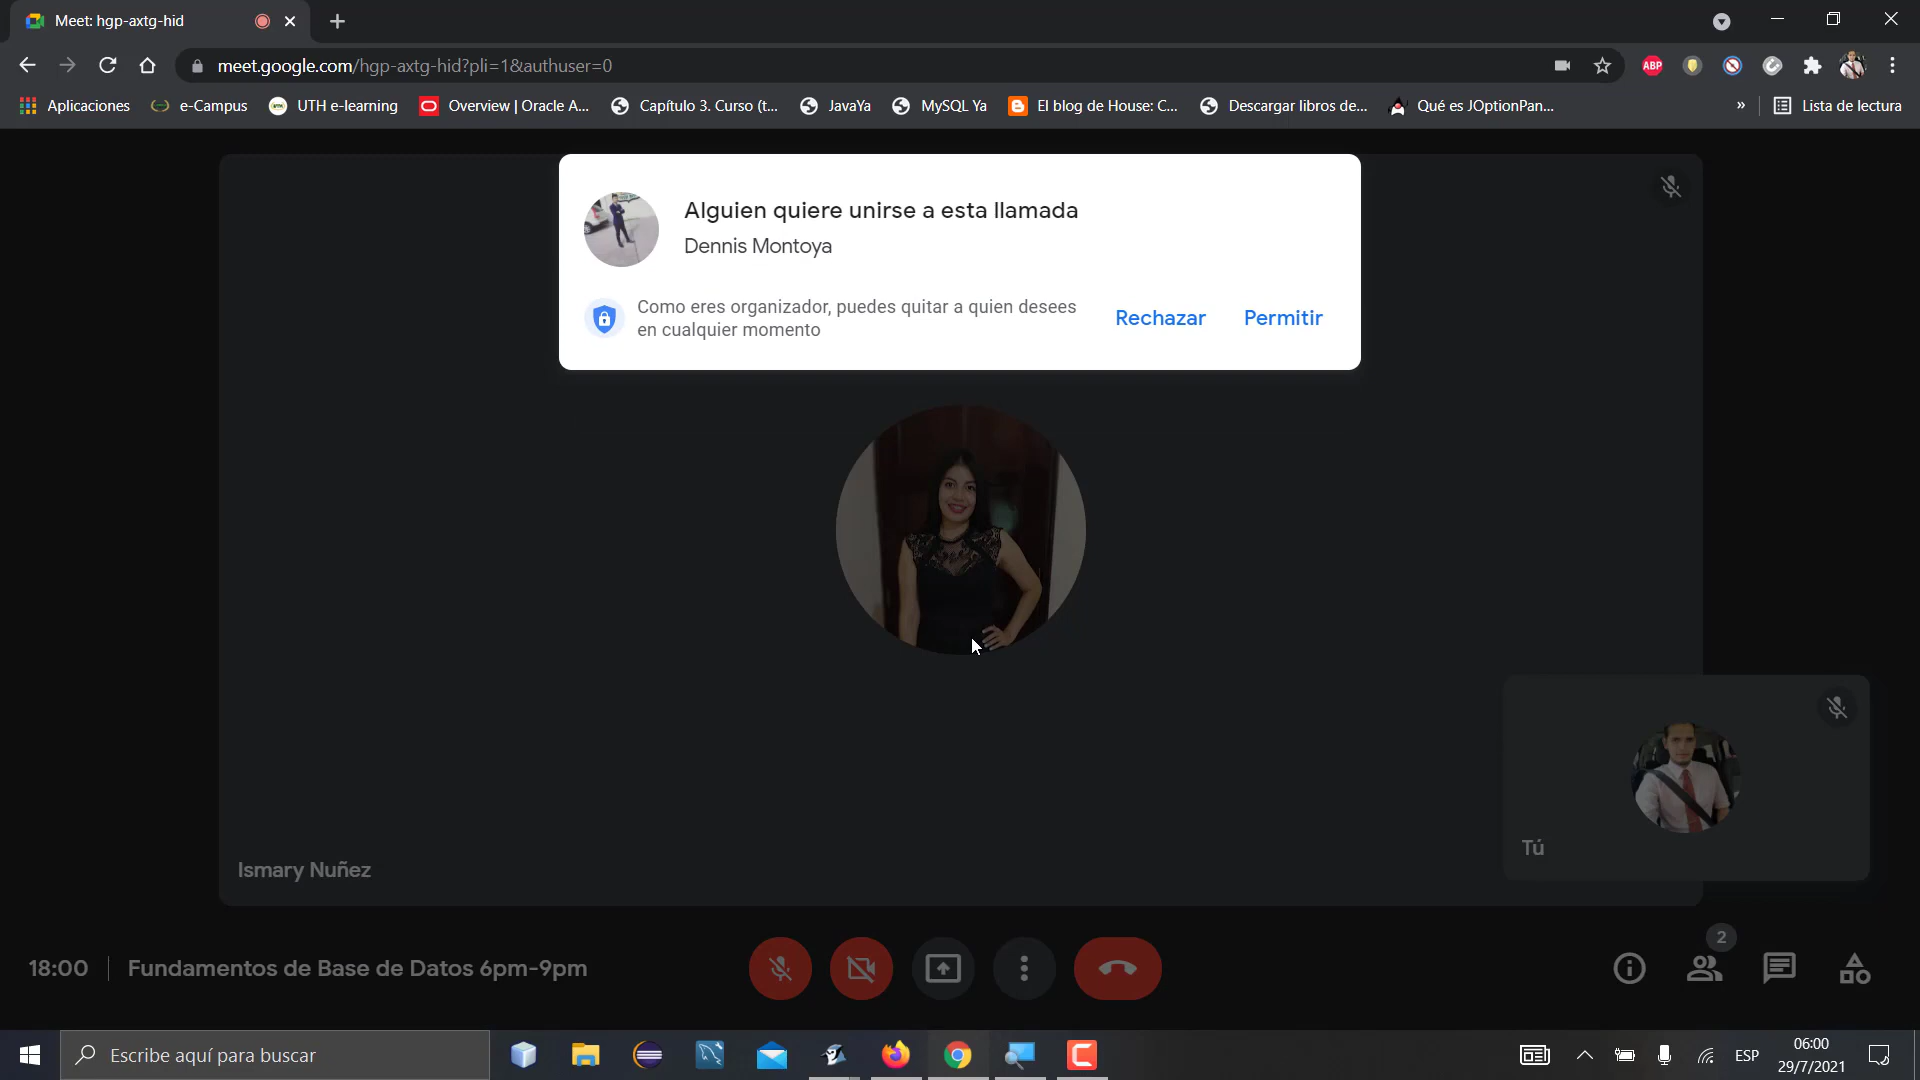 Meet: hgp-axtg-hid
meet.google.com/hgp-axtg-hid?pli=1&authuser=0
ABP
Aplicaciones
e-Campus
UTH e-learning
Overview | Oracle A...
Capítulo 3. Curso (t...
JavaYa
MySQL Ya
El blog de House: C...
Descargar libros de...
Qué es JOptionPan...
»
Lista de lectura
Alguien quiere unirse a esta llamada
Dennis Montoya
Como eres organizador, puedes quitar a quien desees
en cualquier momento
Rechazar
Permitir
Tú
Ismary Nuñez
18:00
Fundamentos de Base de Datos 6pm-9pm
2
Escribe aquí para buscar
ESP
06:00
29/7/2021